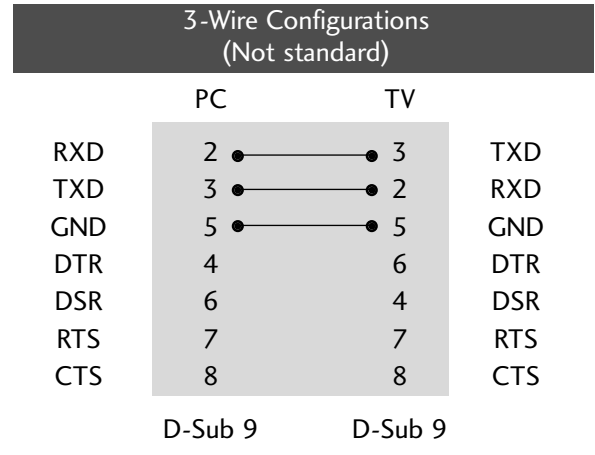 3-Wire Configurations
(Not standard)
PC TV
RXD 2 3 TXD
TXD 3 2 RXD
GND 5 5 GND
DTR 4 6 DTR
DSR 6 4 DSR
RTS 7 7 RTS
CTS 8 8 CTS
D-Sub 9 D-Sub 9